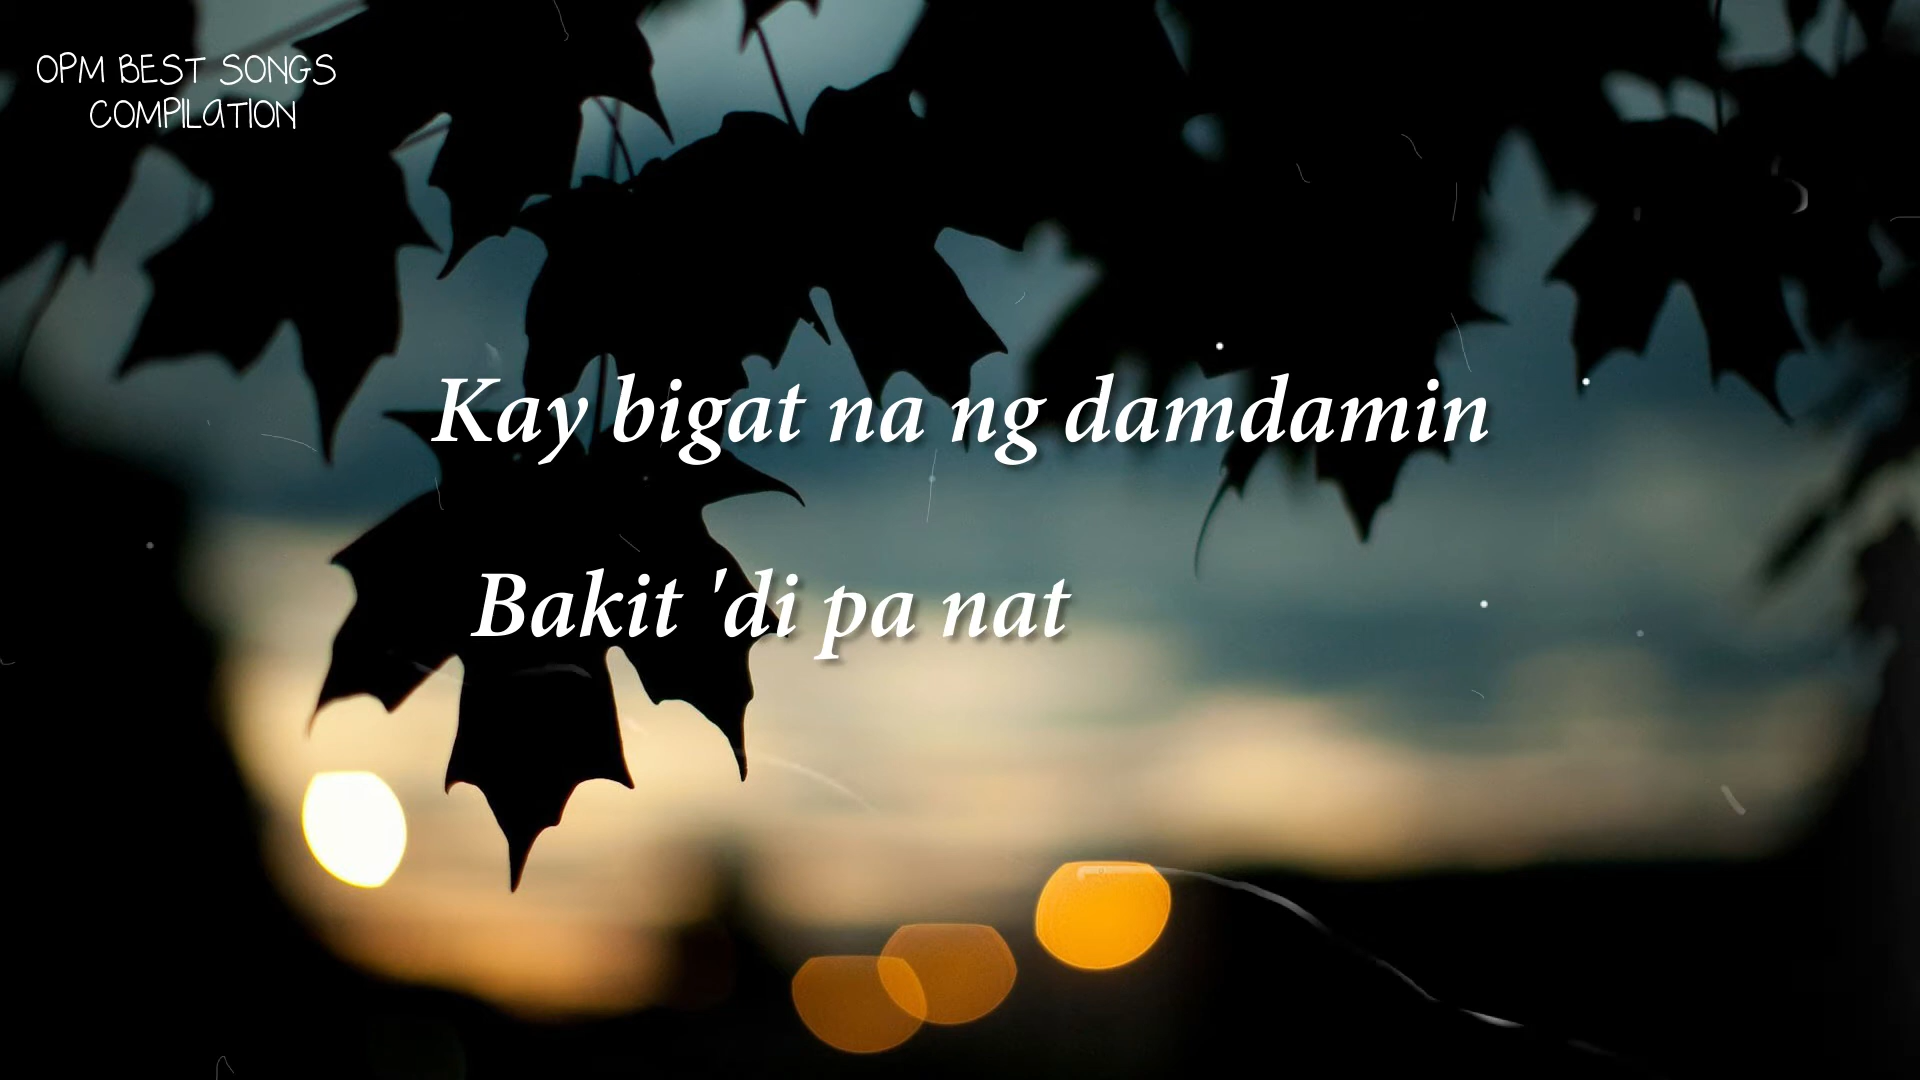 OPM BEST SONGS
COMPILATION
Kay bigat na ng damdamin
Bakit 'di pa nat